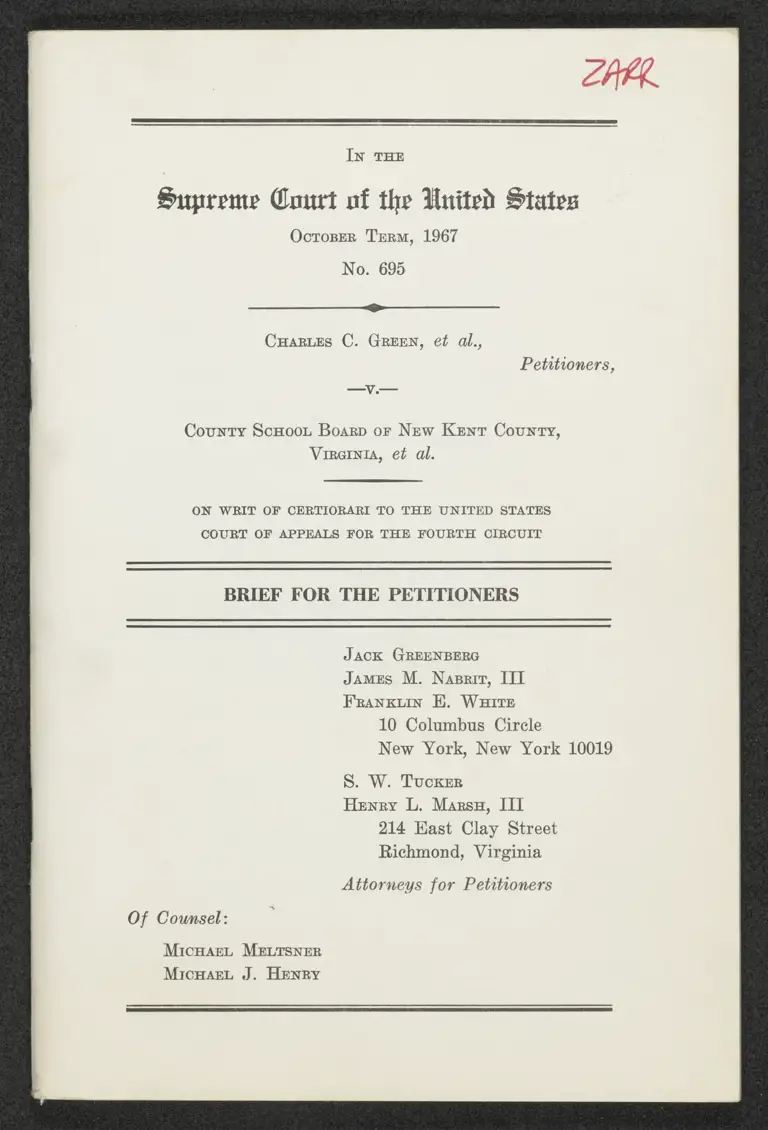 ZARR
IN THE
Supreme Court of the United States
OCTOBER TERM, 1967
No. 695
CHARLES C. GREEN, et al.,
Petitioners,
—v.—
COUNTY SCHOOL BOARD OF NEW KENT COUNTY,
VIRGINIA, et al.
ON WRIT OF CERTIORARI TO THE UNITED STATES
COURT OF APPEALS FOR THE FOURTH CIRCUIT
BRIEF FOR THE PETITIONERS
JACK GREENBERG
JAMES M. NABRIT, III
FRANKLIN E. WHITE
10 Columbus Circle
New York, New York 10019
S. W. TUCKER
HENRY L. MARSH, III
214 East Clay Street
Richmond, Virginia
Attorneys for Petitioners
Of Counsel:
MICHAEL MELTSNER
MICHAEL J. HENRY